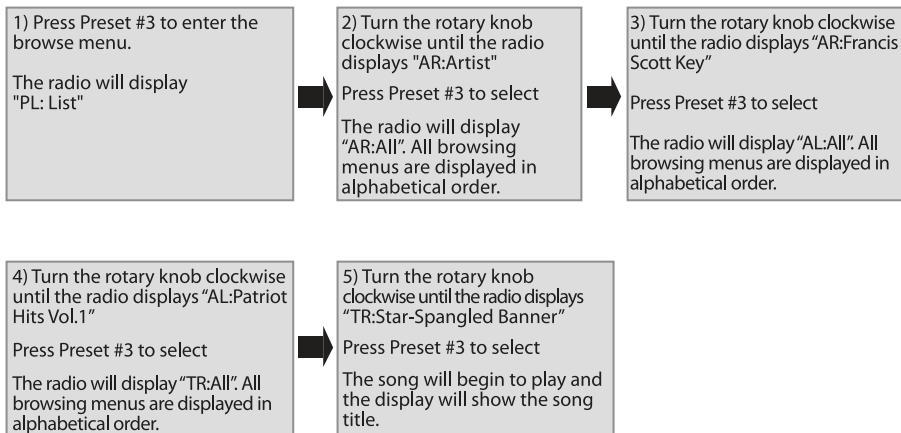 1) Press Preset #3 to enter the
browse menu.
The radio will display
"PL: List"
2) Turn the rotary knob
clockwise until the radio
displays "AR:Artist"
Press Preset #3 to select
The radio will display
“AR:All”. All browsing
menus are displayed in
alphabetical order.
3) Turn the rotary knob clockwise
until the radio displays “AR:Francis
Scott Key”
Press Preset #3 to select
The radio will display “AL:All”. All
browsing menus are displayed in
alphabetical order.
4) Turn the rotary knob clockwise
until the radio displays “AL:Patriot
Hits Vol.1”
Press Preset #3 to select
The radio will display “TR:All”. All
browsing menus are displayed in
alphabetical order.
5) Turn the rotary knob
clockwise until the radio displays
“TR:Star-Spangled Banner”
Press Preset #3 to select
The song will begin to play and
the display will show the song
title.